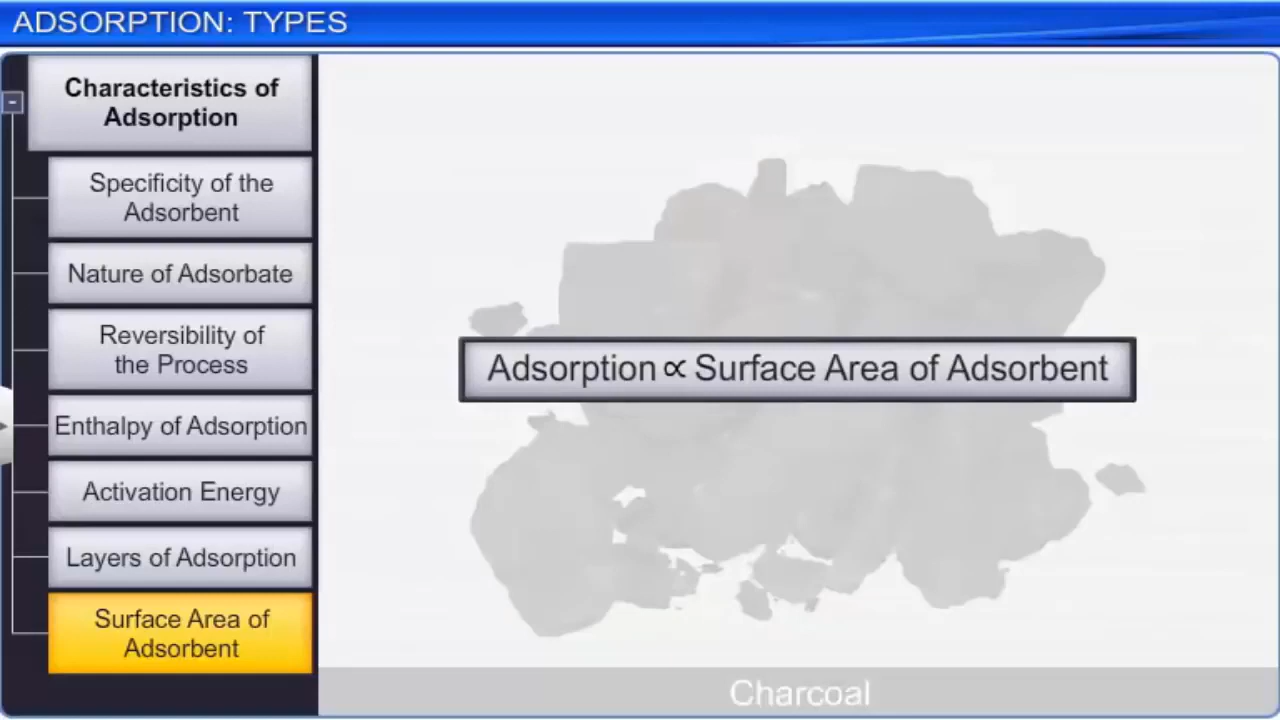 ADSORPTION: TYPES
Characteristics of
Adsorption
Specificity of the
Adsorbent
Nature of Adsorbate
Reversibility of
the Process
Enthalpy of Adsorption
Activation Energy
Layers of Adsorption
Surface Area of
Adsorbent
Adsorption ∝ Surface Area of Adsorbent
Charcoal